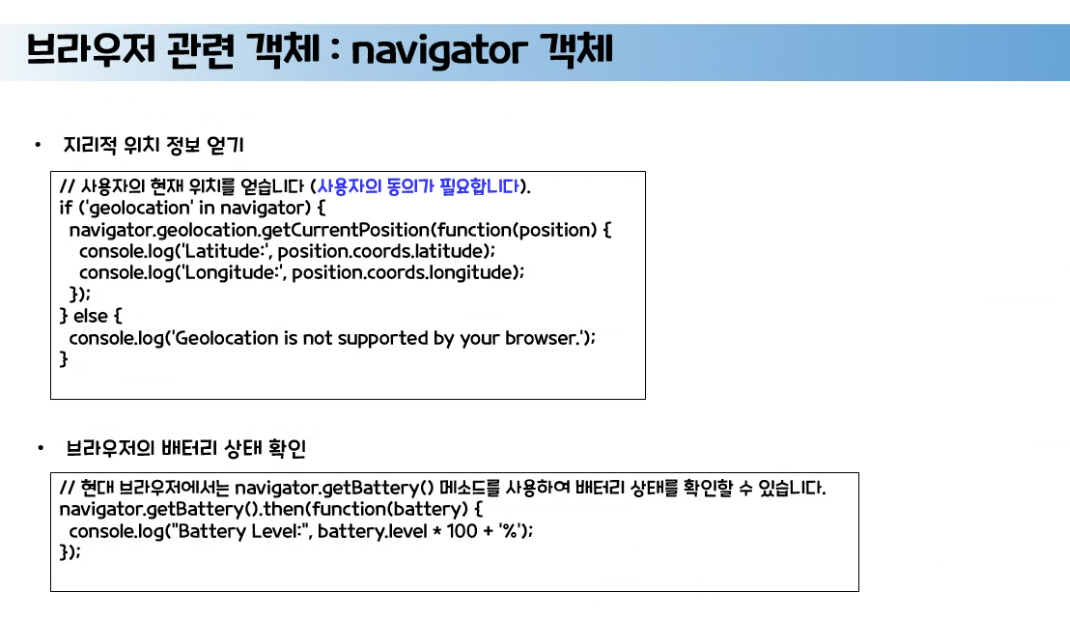 브라우저 관련 객체 : navigator 객체
• 지리적 위치 정보 얻기
// 사용자의 현재 위치를 얻습니다 (사용자의 동의가 필요합니다).
if ('geolocation' in navigator) {
navigator.geolocation.getCurrentPosition(function(position) {
console.log('Latitude:', position.coords.latitude);
console.log('Longitude:', position.coords.longitude);
});
} else {
console.log('Geolocation is not supported by your browser.');
}
• 브라우저의 배터리 상태 확인
// 현대 브라우저에서는 navigator.getBattery() 메소드를 사용하여 배터리 상태를 확인할 수 있습니다.
navigator.getBattery().then(function(battery) {
console.log("Battery Level:", battery.level * 100 + '%');
});